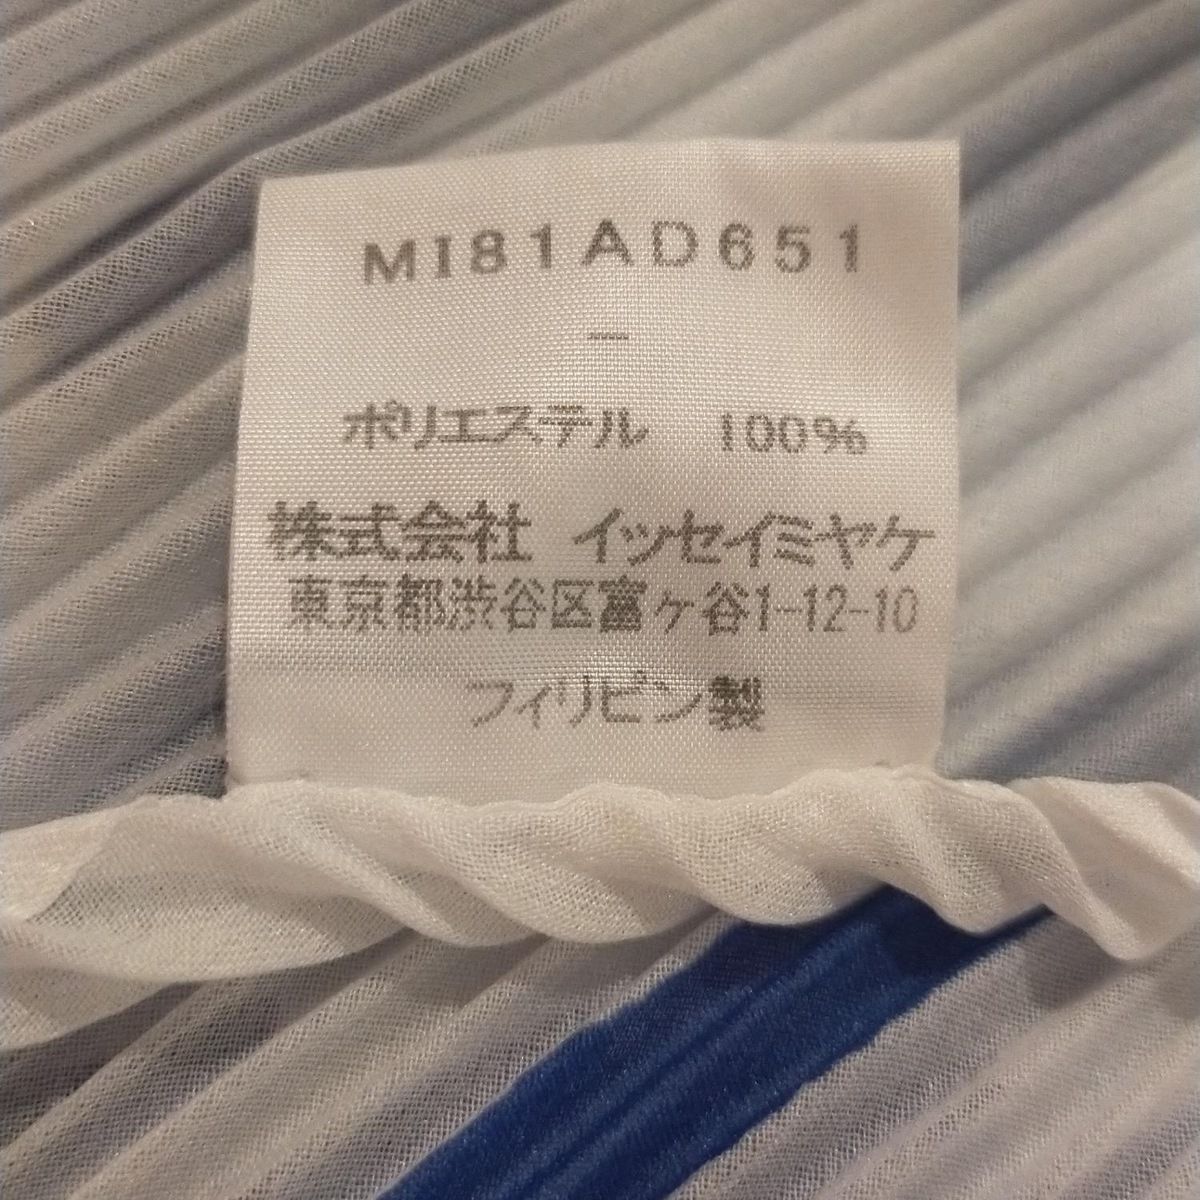 MI81AD651
—
ポリエステル 100%
株式会社 イッセイミヤケ
東京都渋谷区富ヶ谷1-12-10
フィリピン製